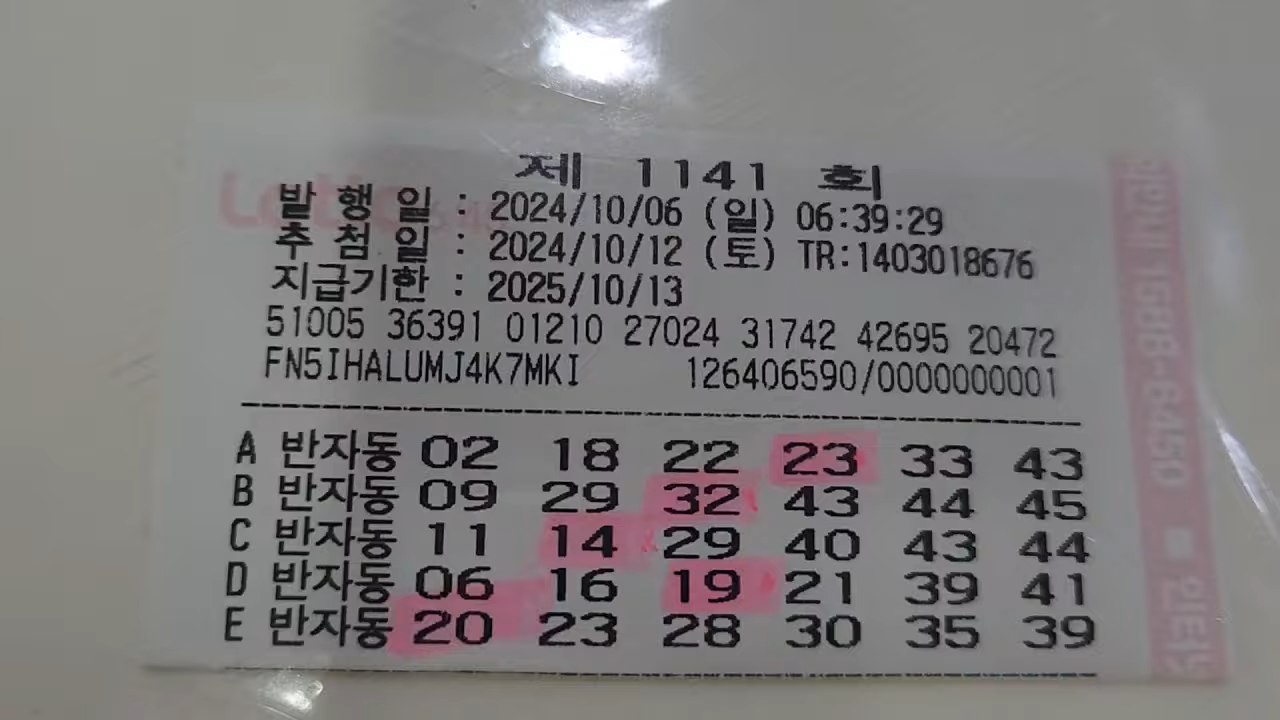 제 1141 회
발 행 일 : 2024/10/06 (일) 06:39:29
추 첨 일 : 2024/10/12 (토) TR:1403018676
지급기한 : 2025/10/13
51005 36391 01210 27024 31742 42695 20472
FN5IHALUMJ4K7MKI 126406590/0000000001
A 반자동 02 18 22 23 33 43
B 반자동 09 29 32 43 44 45
C 반자동 11 14 29 40 43 44
D 반자동 06 16 19 21 39 41
E 반자동 20 23 28 30 35 39
Lotto